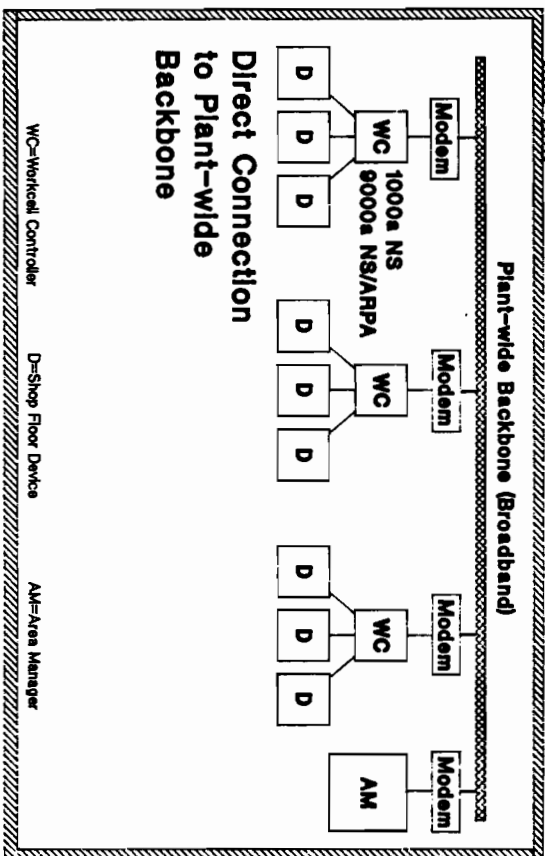 Plant-wide Backbone (Broadband)
Modem
Modem
Modem
Modem
WC
1000a NS
9000a NS/ARPA
WC
WC
AM
D
D
D
D
D
D
D
D
D
Direct Connection
to Plant-wide
Backbone
WC=Workcell Controller
D=Shop Floor Device
AM=Area Manager